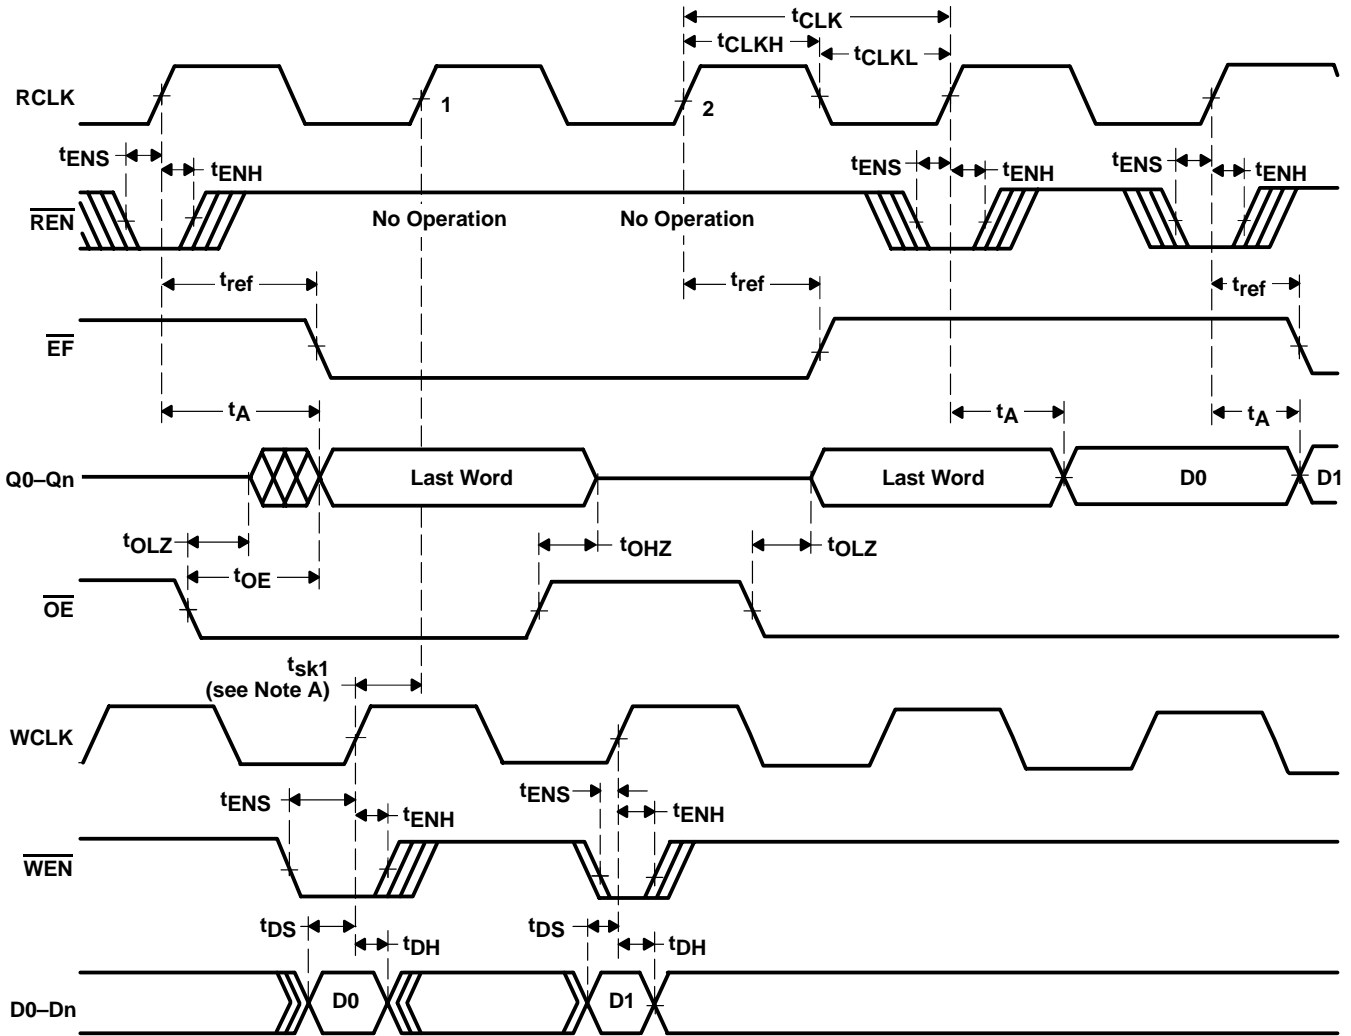 tCLK
tCLKH
tCLKL
RCLK
1
2
tENS
tENH
tENS
tENH
tENS
tENH
REN
No Operation
No Operation
tref
tref
tref
EF
tA
tA
tA
Q0–Qn
Last Word
Last Word
D0
D1
tOLZ
tOHZ
tOLZ
tOE
OE
tsk1
(see Note A)
WCLK
tENS
tENH
tENS
tENH
WEN
tDS
tDH
tDS
tDH
D0–Dn
D0
D1